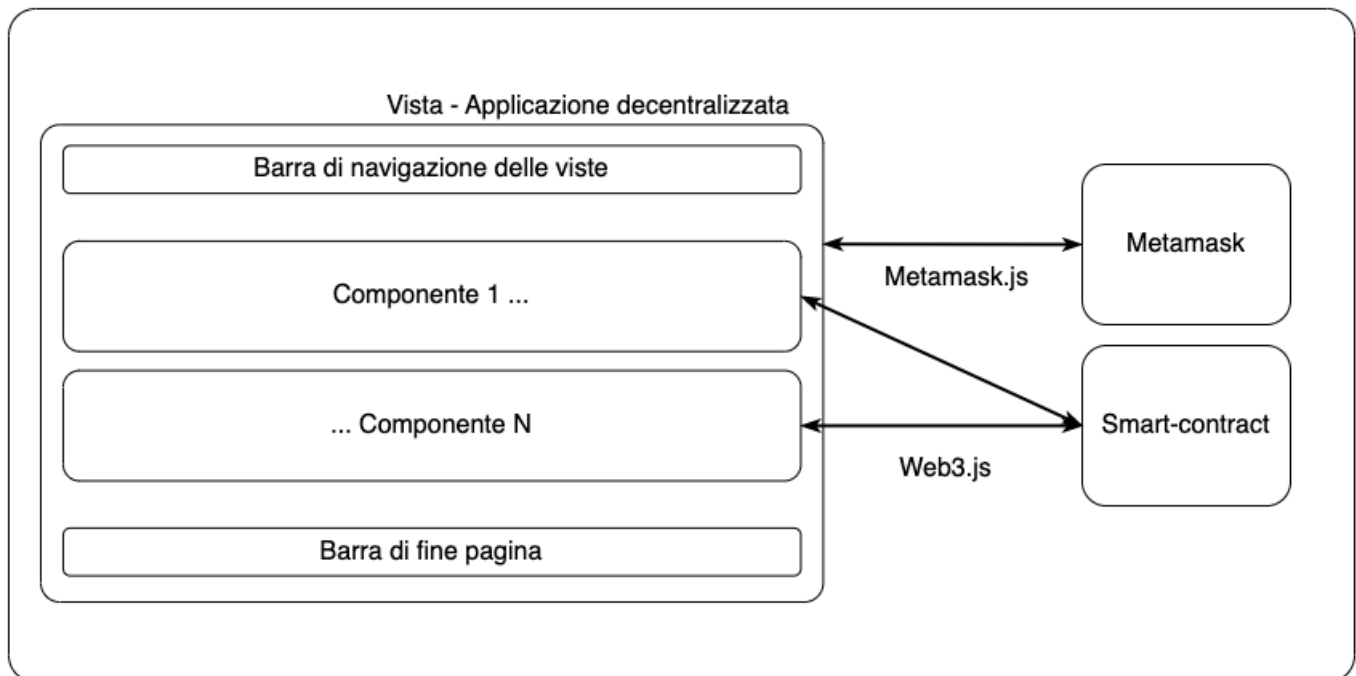 Vista - Applicazione decentralizzata
Barra di navigazione delle viste
Componente 1 ...
... Componente N
Barra di fine pagina
Metamask.js
Web3.js
Metamask
Smart-contract